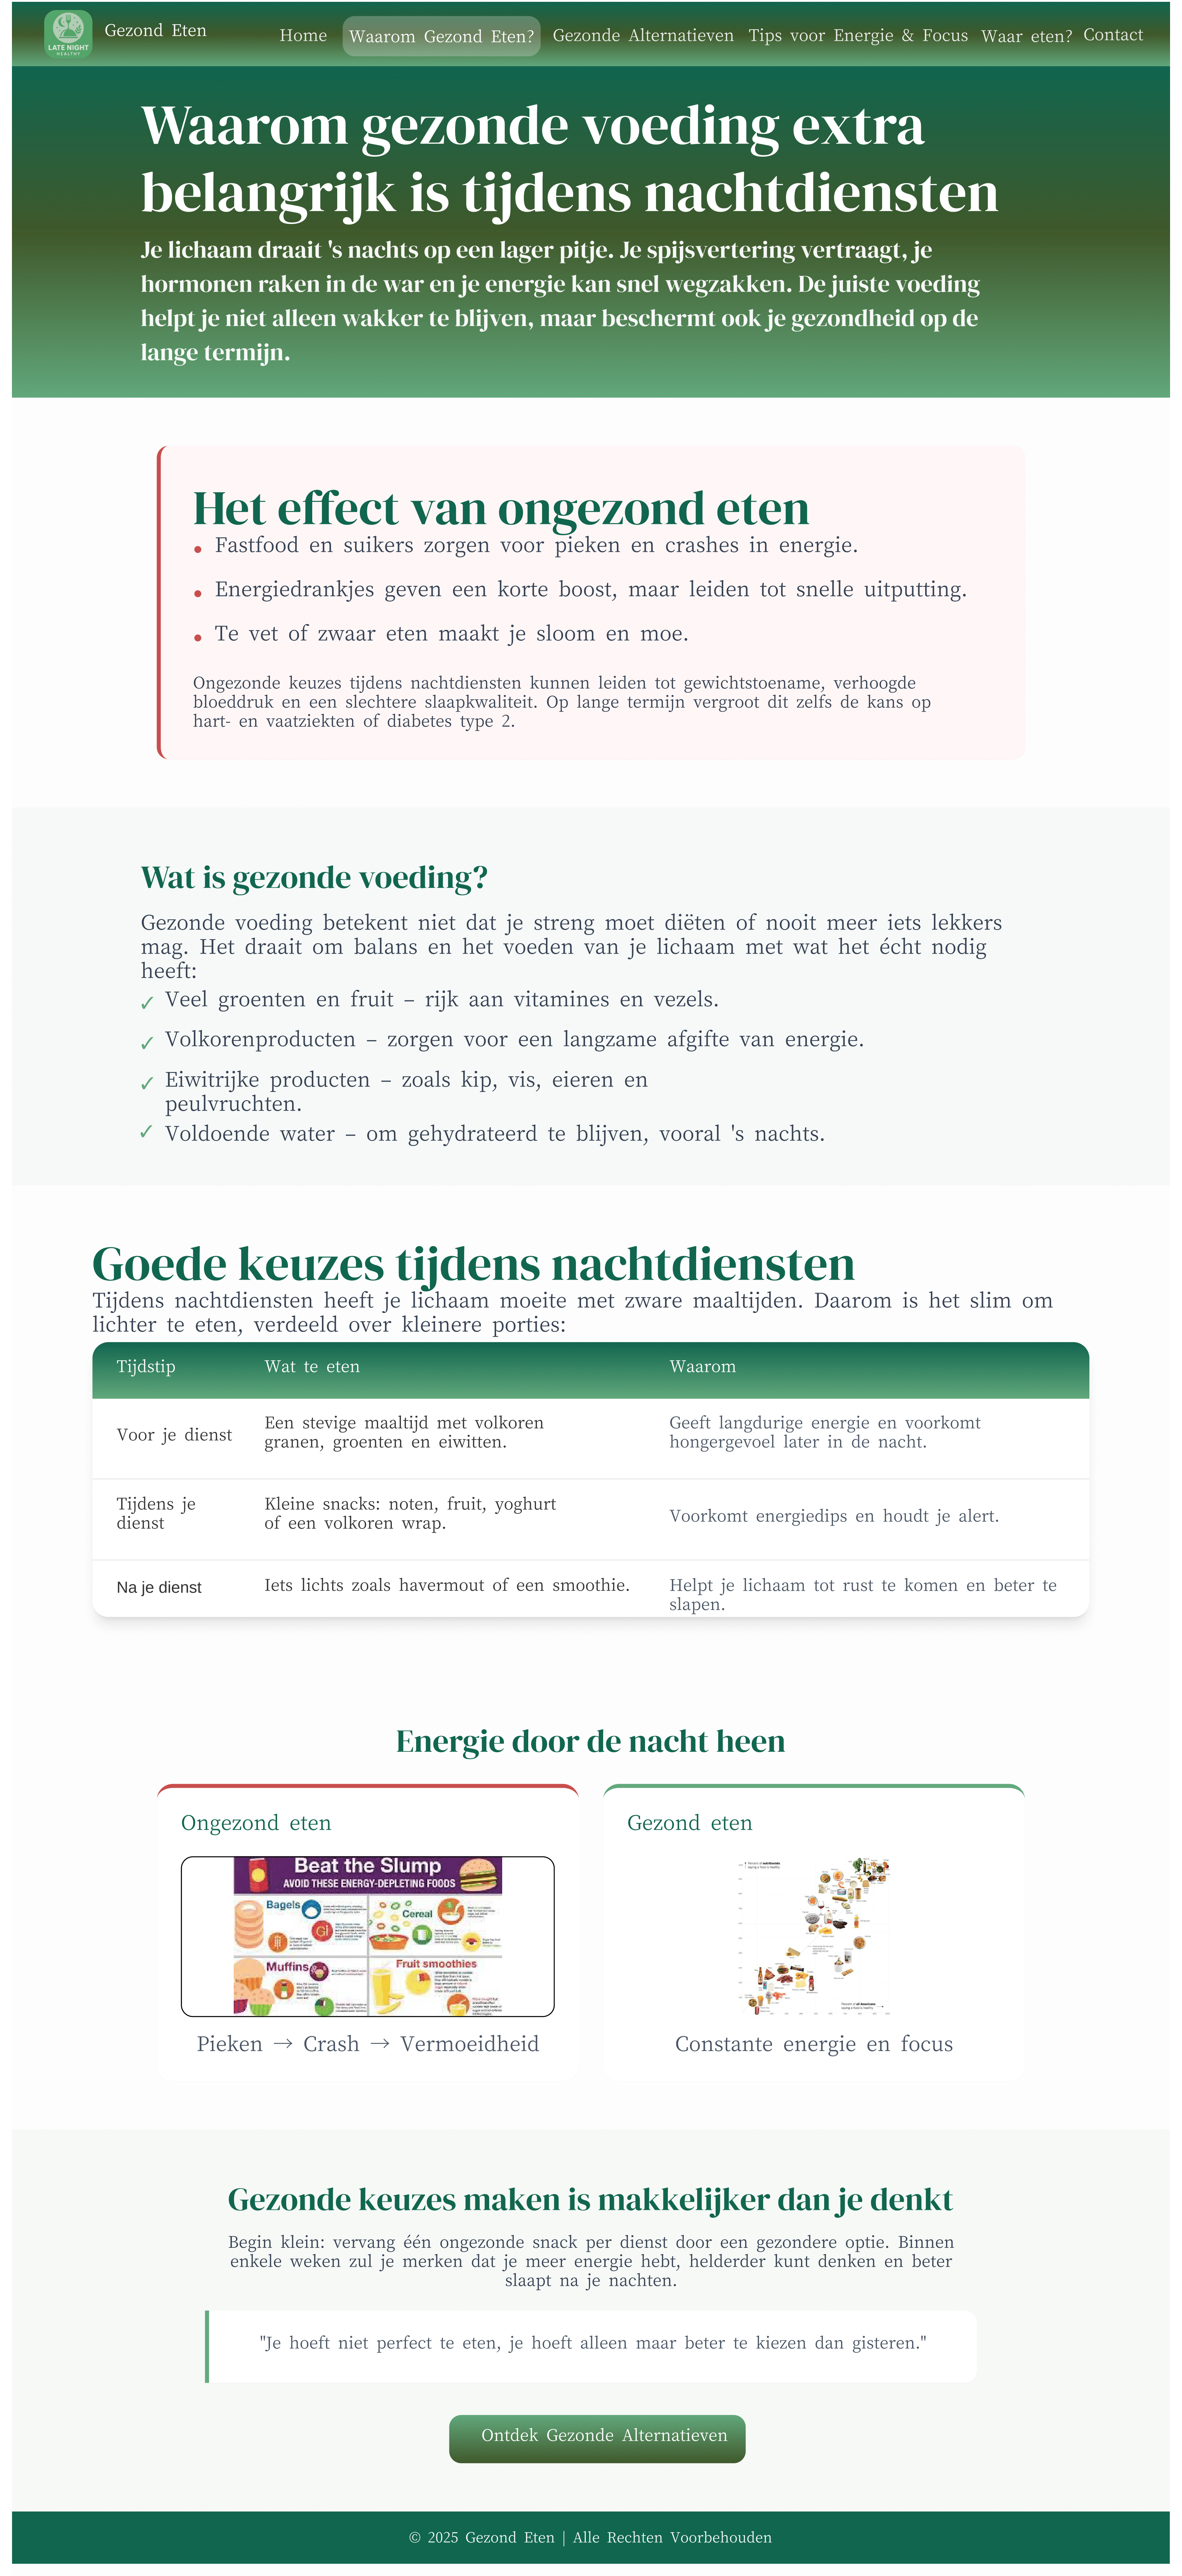 LATE NIGHT
HEALTHY
Gezond Eten
Home
Waarom Gezond Eten?
Gezonde Alternatieven
Tips voor Energie & Focus
Waar eten?
Contact
Waarom gezonde voeding extra
belangrijk is tijdens nachtdiensten
Je lichaam draait 's nachts op een lager pitje. Je spijsvertering vertraagt, je
hormonen raken in de war en je energie kan snel wegzakken. De juiste voeding
helpt je niet alleen wakker te blijven, maar beschermt ook je gezondheid op de
lange termijn.
Het effect van ongezond eten
• Fastfood en suikers zorgen voor pieken en crashes in energie.
• Energiedrankjes geven een korte boost, maar leiden tot snelle uitputting.
• Te vet of zwaar eten maakt je sloom en moe.
Ongezonde keuzes tijdens nachtdiensten kunnen leiden tot gewichtstoename, verhoogde
bloeddruk en een slechtere slaapkwaliteit. Op lange termijn vergroot dit zelfs de kans op
hart- en vaatziekten of diabetes type 2.
Wat is gezonde voeding?
Gezonde voeding betekent niet dat je streng moet diëten of nooit meer iets lekkers
mag. Het draait om balans en het voeden van je lichaam met wat het écht nodig
heeft:
✓ Veel groenten en fruit – rijk aan vitamines en vezels.
✓ Volkorenproducten – zorgen voor een langzame afgifte van energie.
✓ Eiwitrijke producten – zoals kip, vis, eieren en
peulvruchten.
✓ Voldoende water – om gehydrateerd te blijven, vooral 's nachts.
Goede keuzes tijdens nachtdiensten
Tijdens nachtdiensten heeft je lichaam moeite met zware maaltijden. Daarom is het slim om
lichter te eten, verdeeld over kleinere porties:
Tijdstip
Wat te eten
Waarom
Voor je dienst
Een stevige maaltijd met volkoren
granen, groenten en eiwitten.
Geeft langdurige energie en voorkomt
hongergevoel later in de nacht.
Tijdens je
dienst
Kleine snacks: noten, fruit, yoghurt
of een volkoren wrap.
Voorkomt energiedips en houdt je alert.
Na je dienst
Iets lichts zoals havermout of een smoothie.
Helpt je lichaam tot rust te komen en beter te
slapen.
Energie door de nacht heen
Ongezond eten
Beat the Slump
AVOID THESE ENERGY-DEPLETING FOODS
Bagels
GI
Cereal
Muffins
Fruit smoothies
Pieken → Crash → Vermoeidheid
Gezond eten
Constante energie en focus
Gezonde keuzes maken is makkelijker dan je denkt
Begin klein: vervang één ongezonde snack per dienst door een gezondere optie. Binnen
enkele weken zul je merken dat je meer energie hebt, helderder kunt denken en beter
slaapt na je nachten.
"Je hoeft niet perfect te eten, je hoeft alleen maar beter te kiezen dan gisteren."
Ontdek Gezonde Alternatieven
© 2025 Gezond Eten | Alle Rechten Voorbehouden